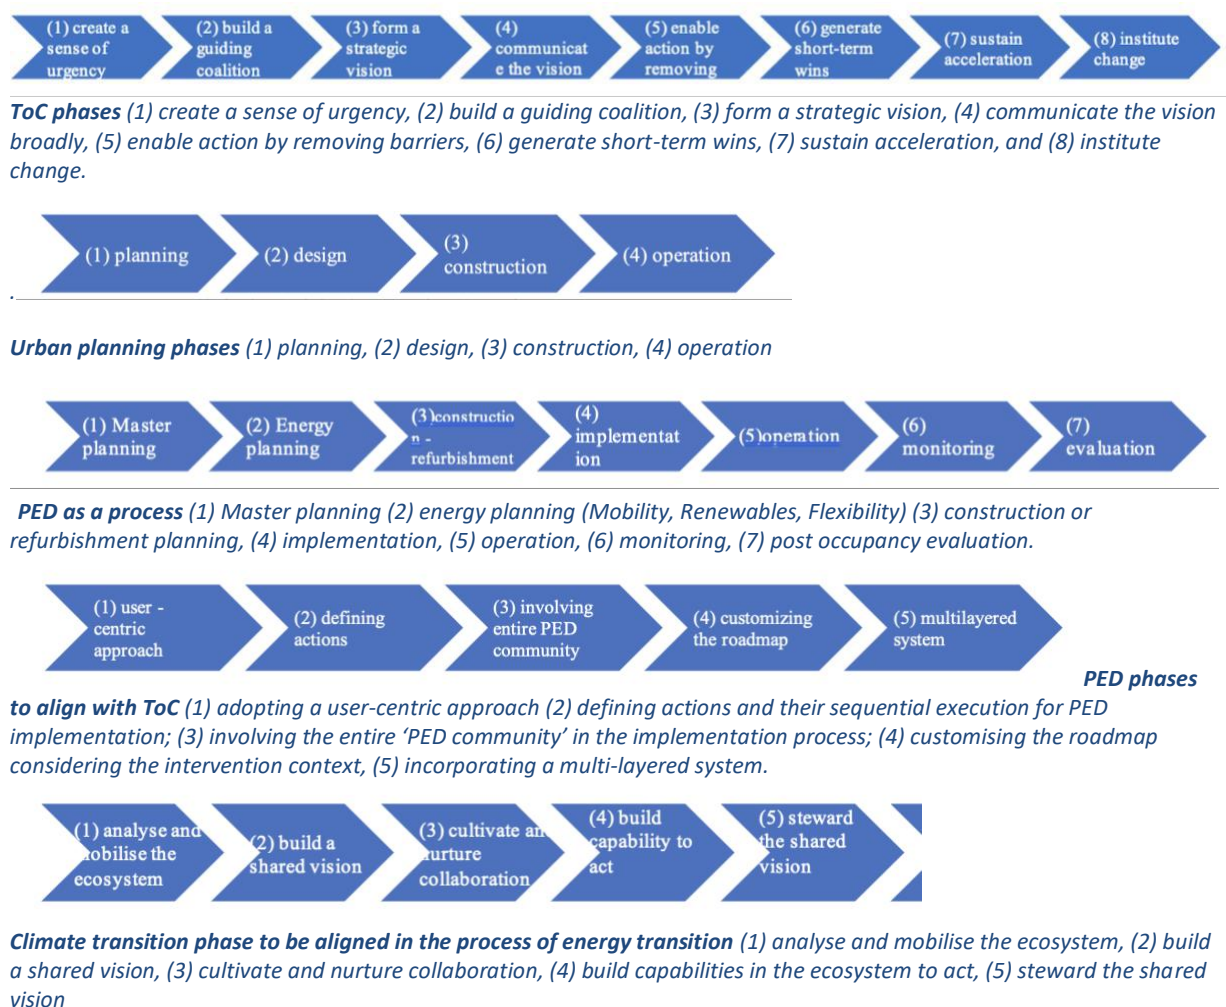 (1) create a
sense of
urgency
(2) build a
guiding
coalition
(3) form a
strategic
vision
(4)
communicat
e the vision
(5) enable
action by
removing
(6) generate
short-term
wins
(7) sustain
acceleration
(8) institute
change
ToC phases (1) create a sense of urgency, (2) build a guiding coalition, (3) form a strategic vision, (4) communicate the vision
broadly, (5) enable action by removing barriers, (6) generate short-term wins, (7) sustain acceleration, and (8) institute
change.
(1) planning
(2) design
(3)
construction
(4) operation
.
Urban planning phases (1) planning, (2) design, (3) construction, (4) operation
(1) Master
planning
(2) Energy
planning
(3)constructio
n -
refurbishment
(4)
implementat
ion
(5)operation
(6)
monitoring
(7)
evaluation
PED as a process (1) Master planning (2) energy planning (Mobility, Renewables, Flexibility) (3) construction or
refurbishment planning, (4) implementation, (5) operation, (6) monitoring, (7) post occupancy evaluation.
(1) user -
centric
approach
(2) defining
actions
(3) involving
entire PED
community
(4) customizing
the roadmap
(5) multilayered
system
PED phases
to align with ToC (1) adopting a user-centric approach (2) defining actions and their sequential execution for PED
implementation; (3) involving the entire ‘PED community’ in the implementation process; (4) customising the roadmap
considering the intervention context, (5) incorporating a multi-layered system.
(1) analyse and
mobilise the
ecosystem
(2) build a
shared vision
(3) cultivate an
nurture
collaboration
(4) build
capability to
act
(5) steward
the shared
vision
Climate transition phase to be aligned in the process of energy transition (1) analyse and mobilise the ecosystem, (2) build
a shared vision, (3) cultivate and nurture collaboration, (4) build capabilities in the ecosystem to act, (5) steward the shared
vision